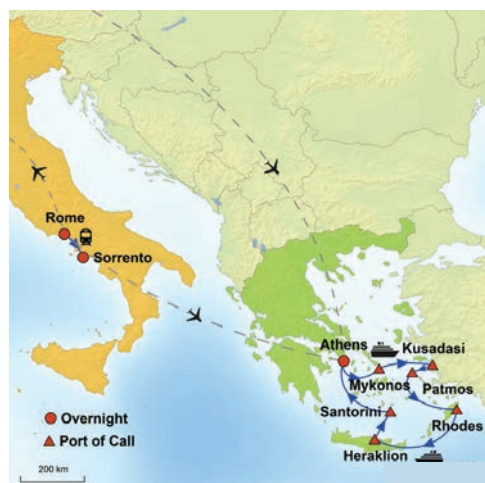 Rome
Sorrento
Athens
Kusadasi
Mykonos
Patmos
Santorini
Rhodes
Heraklion
Overnight
Port of Call
200 km